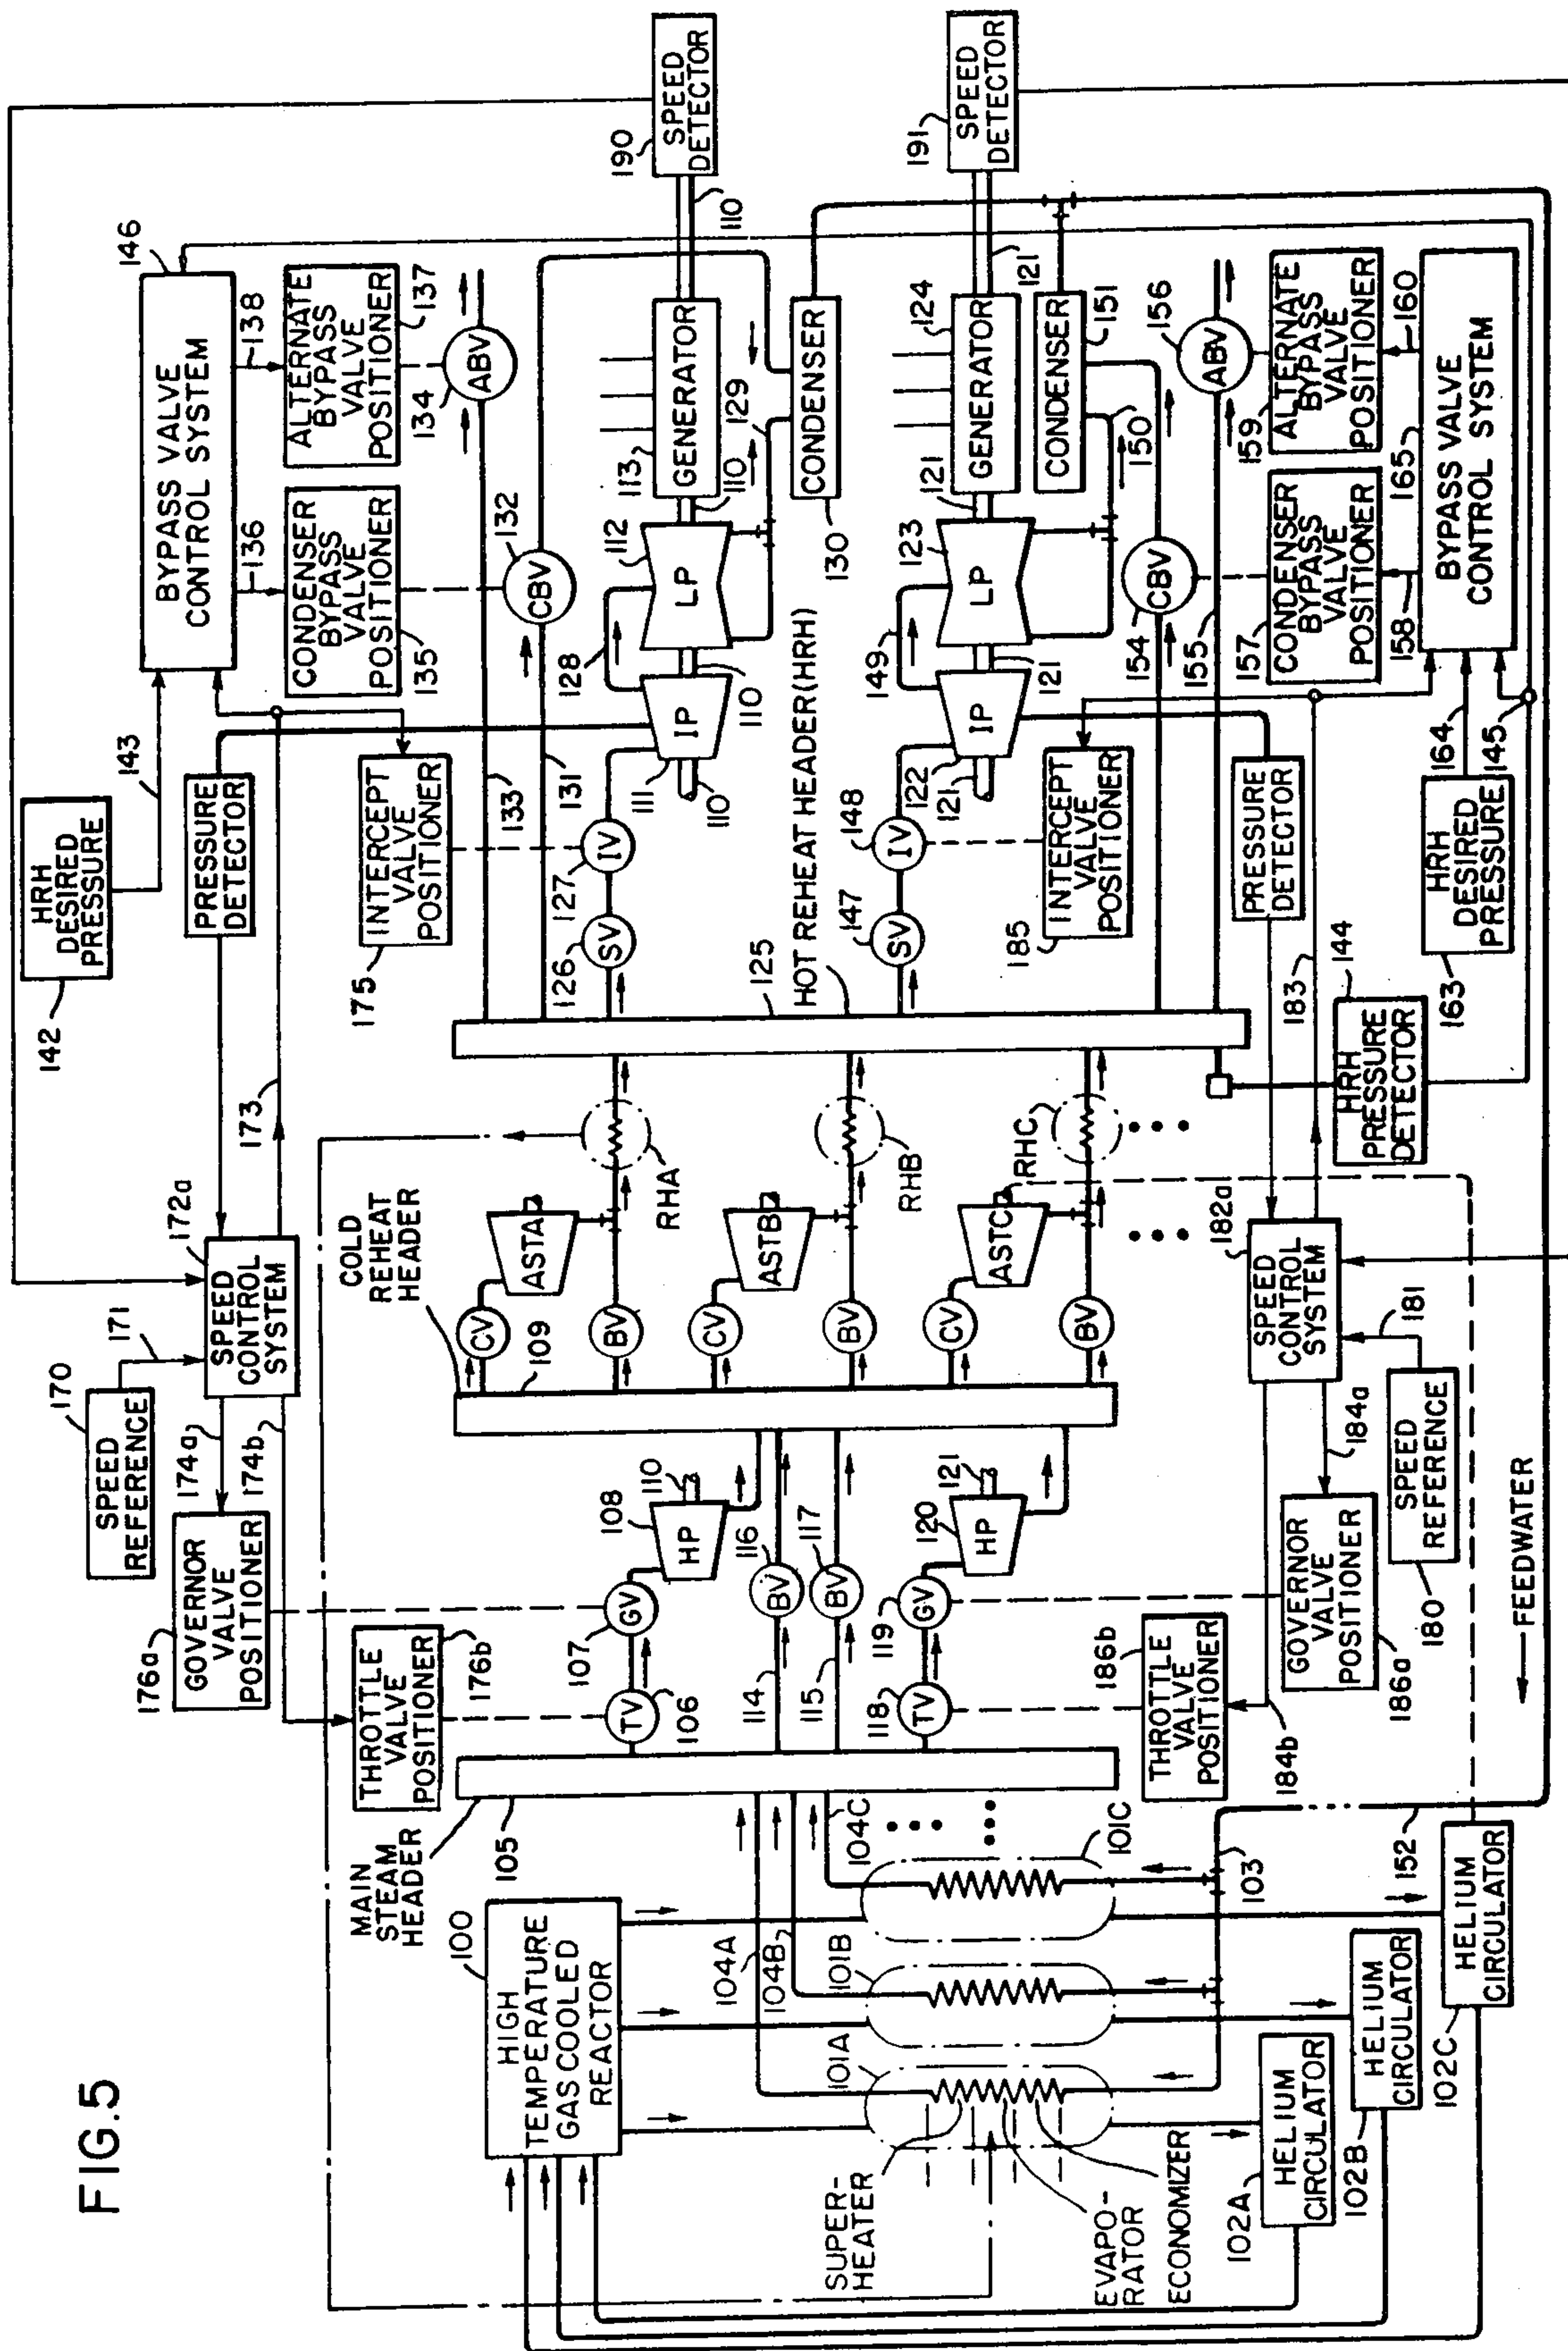 FIG.5
142
HRH
DESIRED
PRESSURE
143
146
BYPASS VALVE
CONTROL SYSTEM
136
138
CONDENSER
BYPASS
VALVE
POSITIONER
135
ALTERNATE
BYPASS
VALVE
POSITIONER
137
134
ABV
132
CBV
133
131
170
SPEED
REFERENCE
171
172a
SPEED
CONTROL
SYSTEM
173
174a
174b
PRESSURE
DETECTOR
175
INTERCEPT
VALVE
POSITIONER
176a
GOVERNOR
VALVE
POSITIONER
THROTTLE
VALVE
POSITIONER
176b
190
SPEED
DETECTOR
110
113
GENERATOR
110
112
LP
128
110
IP
111
110
127
IV
126
SV
129
CONDENSER
130
191
SPEED
DETECTOR
121
124
GENERATOR
121
123
LP
149
121
IP
122
121
148
IV
147
SV
CONDENSER
151
150
154
CBV
155
156
ABV
HOT REHEAT HEADER(HRH)
125
INTERCEPT
VALVE
POSITIONER
185
157
CONDENSER
BYPASS
VALVE
POSITIONER
159
ALTERNATE
BYPASS
VALVE
POSITIONER
158
160
165
BYPASS VALVE
CONTROL SYSTEM
164
145
HRH
DESIRED
PRESSURE
163
PRESSURE
DETECTOR
183
144
HRH
PRESSURE
DETECTOR
COLD
REHEAT
HEADER
109
CV
ASTA
BV
RHA
CV
ASTB
BV
RHB
CV
ASTC
BV
RHC
182a
SPEED
CONTROL
SYSTEM
181
SPEED
REFERENCE
180
184a
184b
GOVERNOR
VALVE
POSITIONER
186a
THROTTLE
VALVE
POSITIONER
186b
108
HP
110
107
GV
TV
106
114
116
BV
115
117
BV
118
TV
119
GV
120
HP
121
FEEDWATER
MAIN
STEAM
HEADER
105
104A
104B
104C
100
HIGH
TEMPERATURE
GAS COOLED
REACTOR
101A
101B
101C
SUPER-
HEATER
EVAPO-
RATOR
ECONOMIZER
103
152
102A
HELIUM
CIRCULATOR
102B
HELIUM
CIRCULATOR
102C
HELIUM
CIRCULATOR